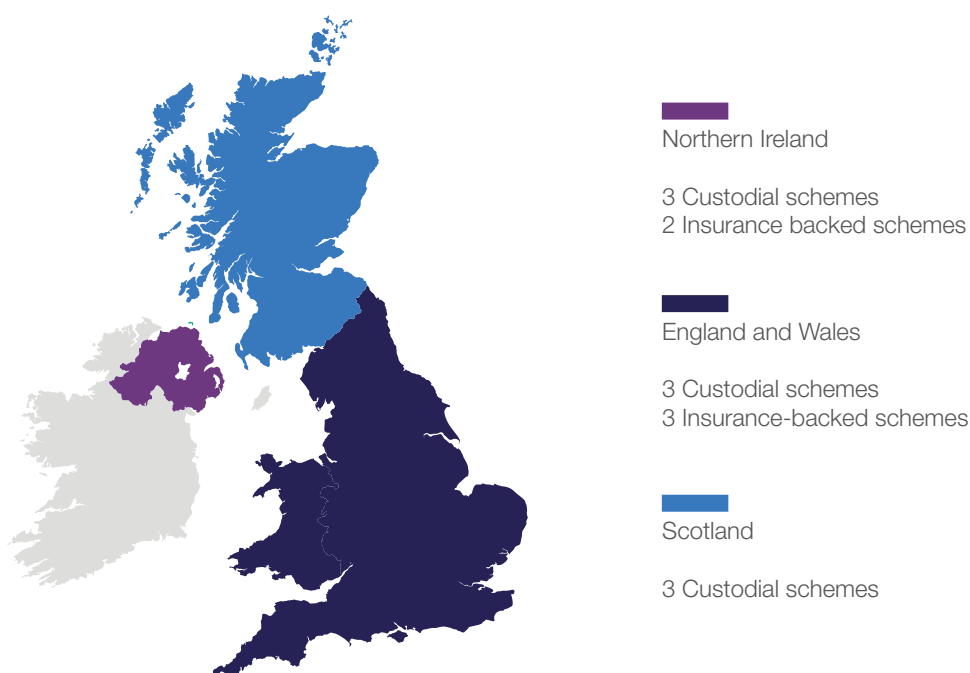 Northern Ireland
3 Custodial schemes
2 Insurance backed schemes
England and Wales
3 Custodial schemes
3 Insurance-backed schemes
Scotland
3 Custodial schemes